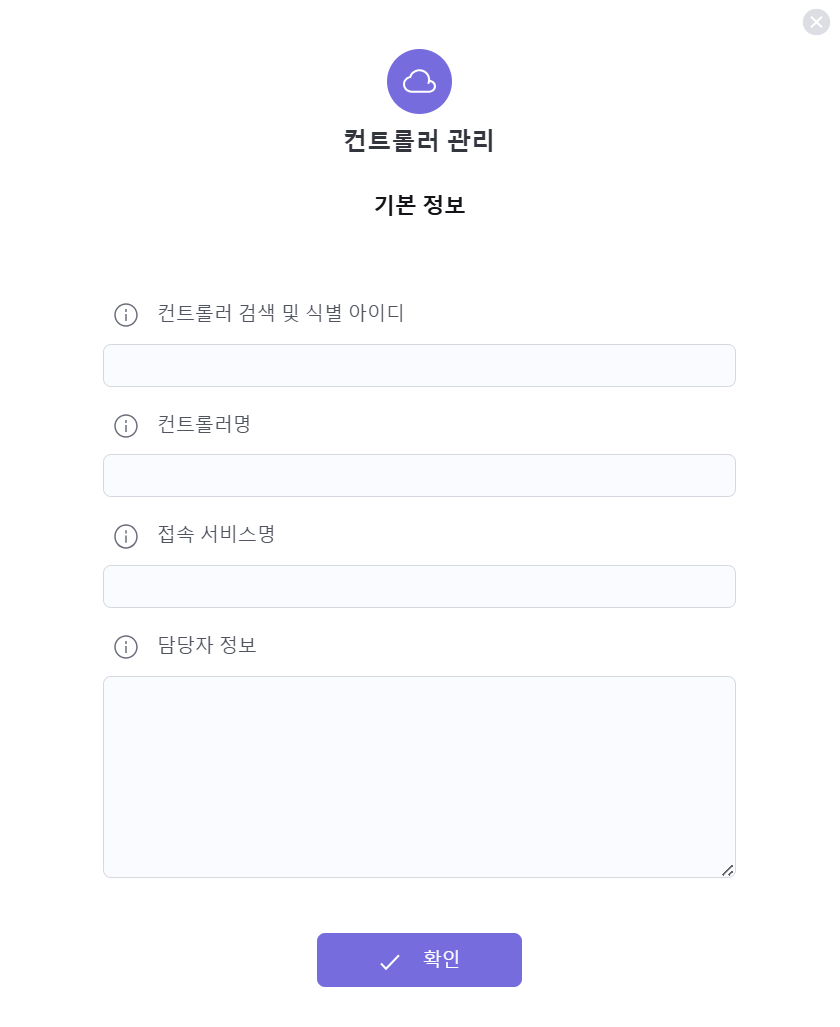 컨트롤러 관리
기본 정보
컨트롤러 검색 및 식별 아이디
컨트롤러명
접속 서비스명
담당자 정보
확인